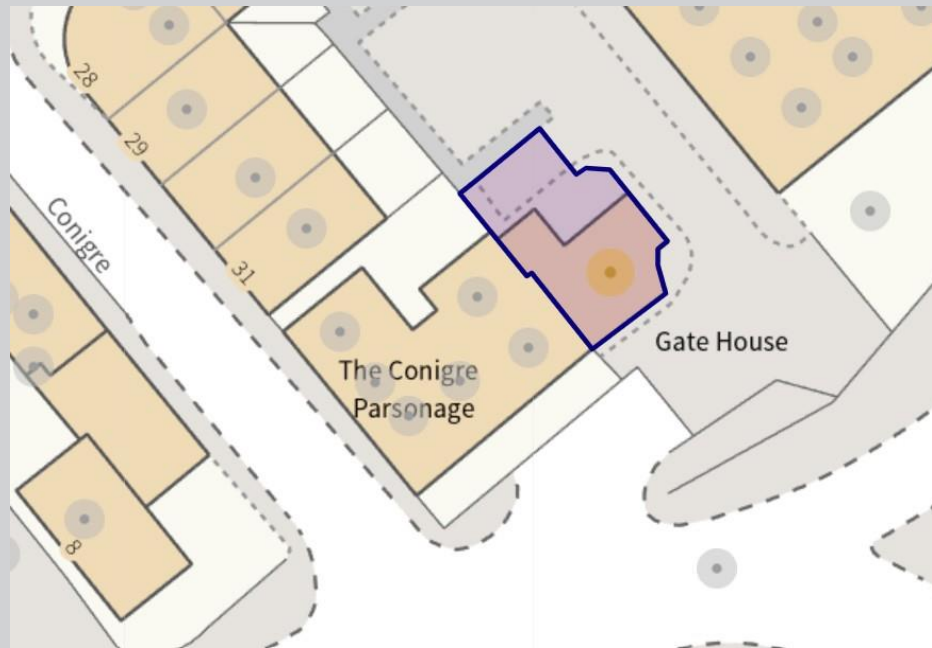 28
29
Conigre
31
Gate House
The Conigre
Parsonage
8